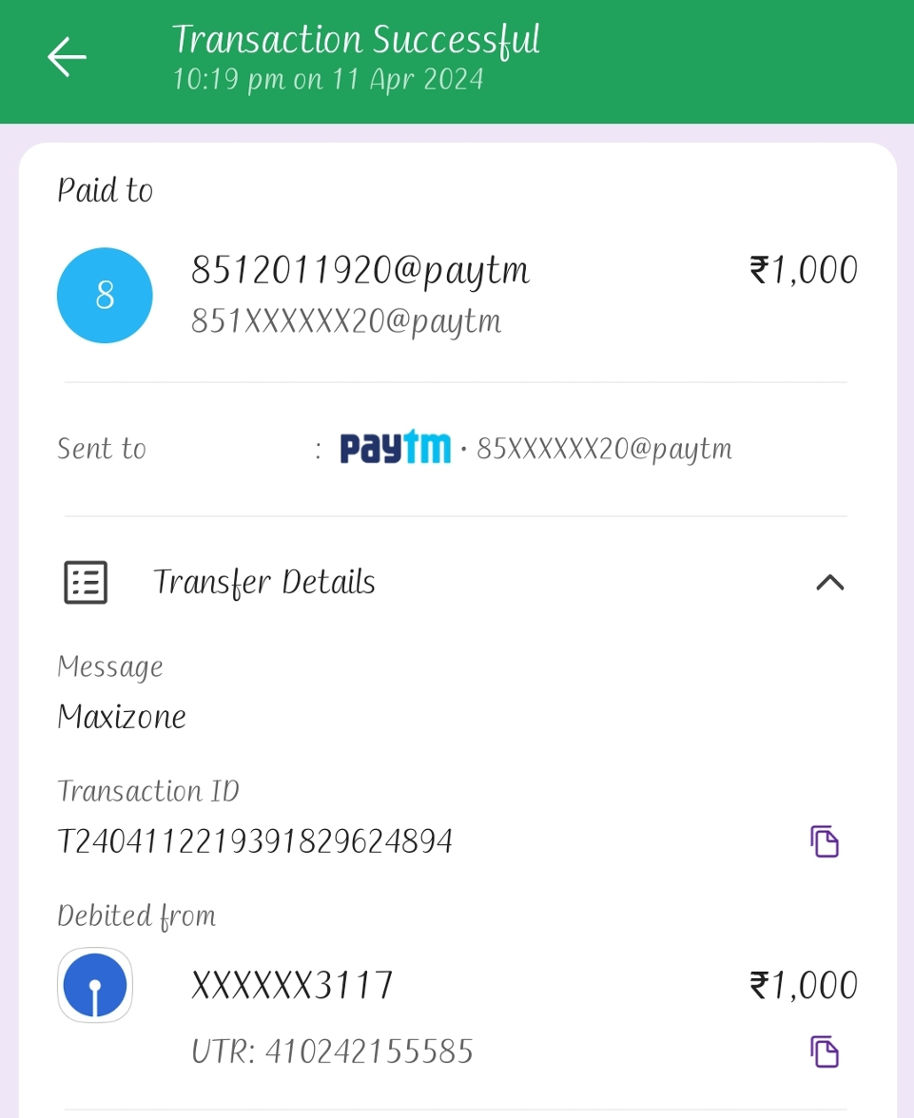 Transaction Successful
10:19 pm on 11 Apr 2024
Paid to
8
8512011920@paytm
₹1,000
851XXXXXX20@paytm
Sent to : paytm • 85XXXXXX20@paytm
Transfer Details
Message
Maxizone
Transaction ID
T2404112219391829624894
Debited from
XXXXXX3117
₹1,000
UTR: 410242155585